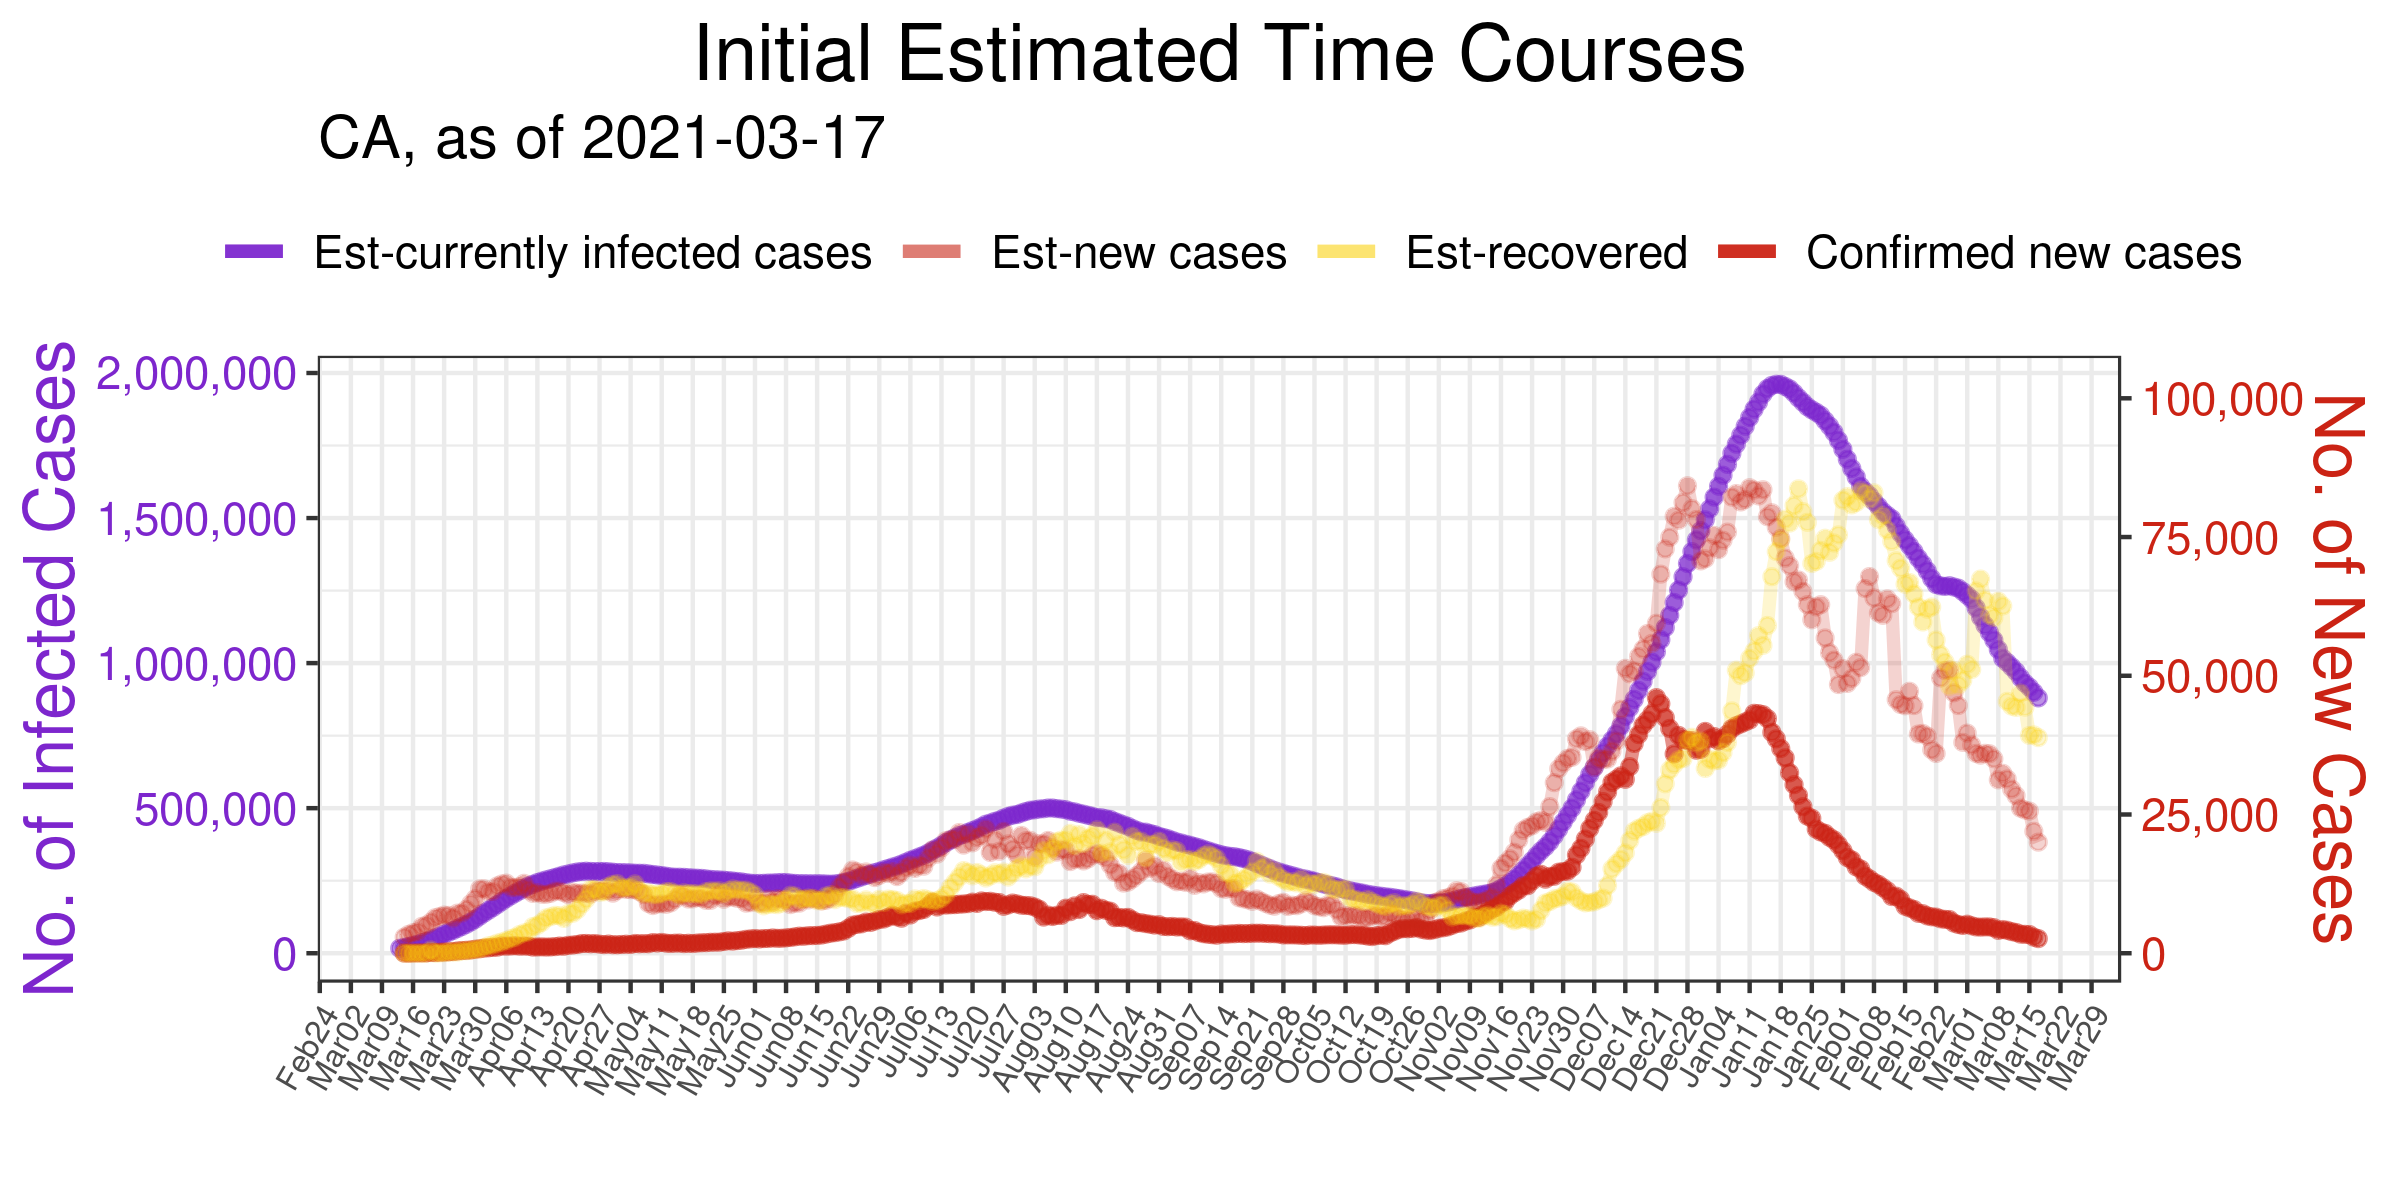 Initial Estimated Time Courses
CA, as of 2021-03-17
Est-currently infected cases Est-new cases Est-recovered Confirmed new cases
No. of Infected Cases
2,000,000
1,500,000
1,000,000
500,000
0
100,000
75,000
50,000
25,000
0
No. of New Cases
Feb24
Mar02
Mar09
Mar16
Mar23
Mar30
Apr06
Apr13
Apr20
Apr27
May04
May11
May18
May25
Jun01
Jun08
Jun15
Jun22
Jun29
Jul06
Jul13
Jul20
Jul27
Aug03
Aug10
Aug17
Aug24
Aug31
Sep07
Sep14
Sep21
Sep28
Oct05
Oct12
Oct19
Oct26
Nov02
Nov09
Nov16
Nov23
Nov30
Dec07
Dec14
Dec21
Dec28
Jan04
Jan11
Jan18
Jan25
Feb01
Feb08
Feb15
Feb22
Mar01
Mar08
Mar15
Mar22
Mar29